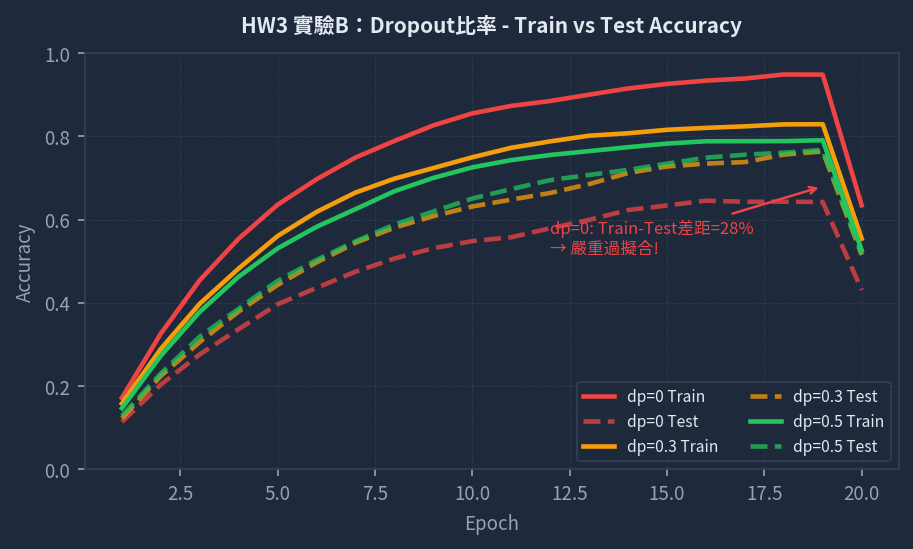 HW3 實驗B：Dropout比率 - Train vs Test Accuracy
1.0
0.8
0.6
0.4
0.2
0.0
Accuracy
dp=0: Train-Test差距=28%
→ 嚴重過擬合!
dp=0 Train
dp=0 Test
dp=0.3 Train
dp=0.3 Test
dp=0.5 Train
dp=0.5 Test
2.5 5.0 7.5 10.0 12.5 15.0 17.5 20.0
Epoch